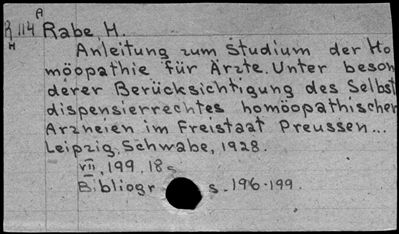 A
R 114 Rabe, H.
H
Anleitung zum Studium der Ho
möopathie für Ärzte. Unter beson
derer Berücksichtigung des Selbst
dispensierrechtes homöopathischer
Arzneien im Freistaat Preussen...
Leipzig, Schwabe, 1928.
VII, 199, 18 s
Bibliogr s. 196-199.